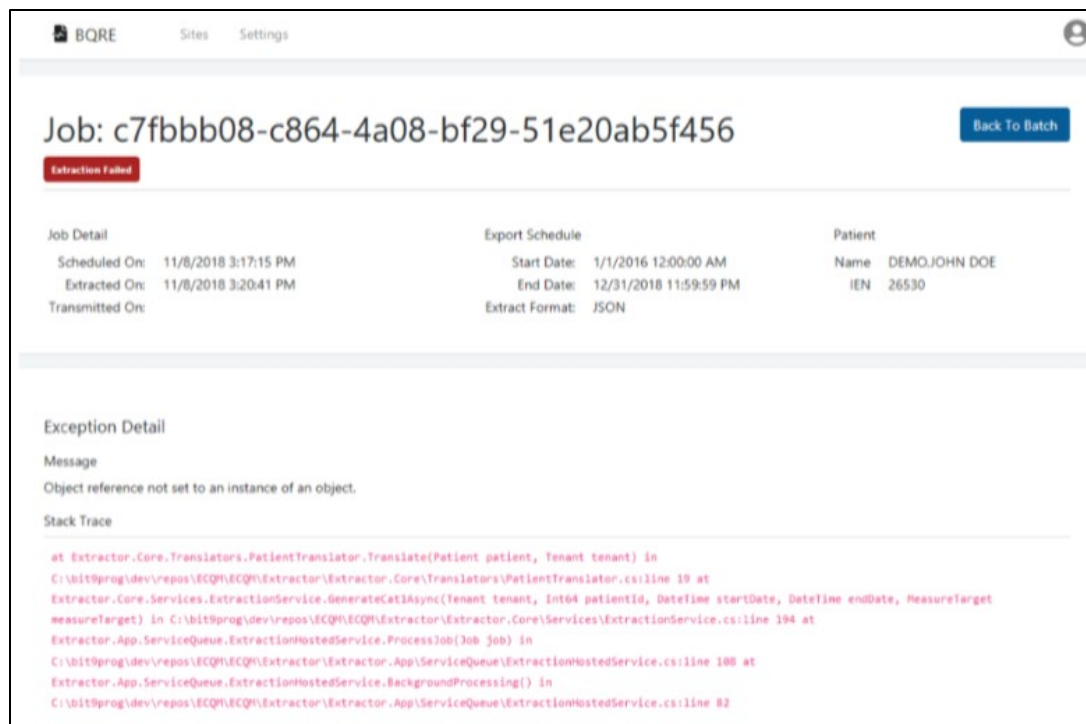 BQRE Sites Settings
Job: c7fbbb08-c864-4a08-bf29-51e20ab5f456
Back To Batch
Extraction Failed
Job Detail
Scheduled On: 11/8/2018 3:17:15 PM
Extracted On: 11/8/2018 3:20:41 PM
Transmitted On:
Export Schedule
Start Date: 1/1/2016 12:00:00 AM
End Date: 12/31/2018 11:59:59 PM
Extract Format: JSON
Patient
Name DEMO,JOHN DOE
IEN 26530
Exception Detail
Message
Object reference not set to an instance of an object.
Stack Trace
at Extractor.Core.Translators.PatientTranslator.Translate(Patient patient, Tenant tenant) in
C:\bit9prog\dev\repos\ECQM\ECQM\Extractor\Extractor.Core\Translators\PatientTranslator.cs:line 19 at
Extractor.Core.Services.ExtractionService.GenerateCat1Async(Tenant tenant, Int64 patientId, DateTime startDate, DateTime endDate, MeasureTarget
measureTarget) in C:\bit9prog\dev\repos\ECQM\ECQM\Extractor\Extractor.Core\Services\ExtractionService.cs:line 194 at
Extractor.App.ServiceQueue.ExtractionHostedService.ProcessJob(Job job) in
C:\bit9prog\dev\repos\ECQM\ECQM\Extractor\Extractor.App\ServiceQueue\ExtractionHostedService.cs:line 108 at
Extractor.App.ServiceQueue.ExtractionHostedService.BackgroundProcessing() in
C:\bit9prog\dev\repos\ECQM\ECQM\Extractor\Extractor.App\ServiceQueue\ExtractionHostedService.cs:line 82